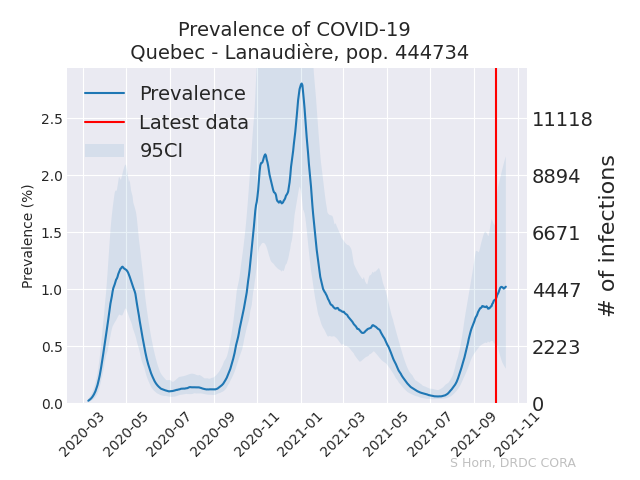 Prevalence of COVID-19
Quebec - Lanaudière, pop. 444734
Prevalence
Latest data
95CI
Prevalence (%)
2.5
2.0
1.5
1.0
0.5
0.0
11118
8894
6671
4447
2223
0
# of infections
2020-03
2020-05
2020-07
2020-09
2020-11
2021-01
2021-03
2021-05
2021-07
2021-09
2021-11
S Horn, DRDC CORA